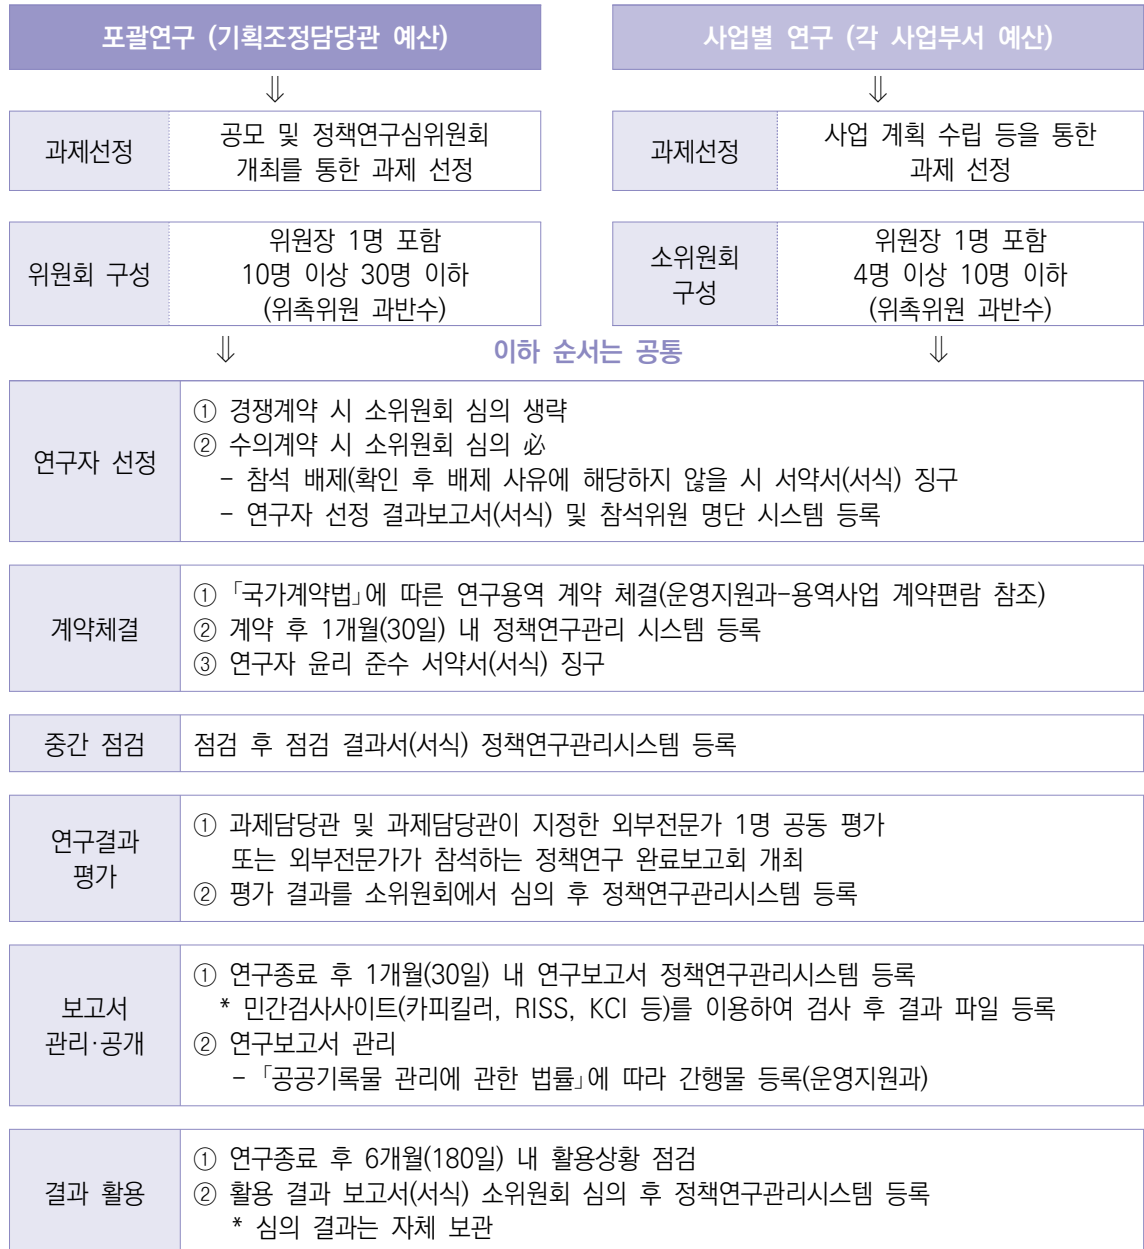 포괄연구 (기획조정담당관 예산)
사업별 연구 (각 사업부서 예산)
⇓
⇓
과제선정
공모 및 정책연구심위원회
개최를 통한 과제 선정
과제선정
사업 계획 수립 등을 통한
과제 선정
위원회 구성
위원장 1명 포함
10명 이상 30명 이하
(위촉위원 과반수)
소위원회
구성
위원장 1명 포함
4명 이상 10명 이하
(위촉위원 과반수)
⇓ 이하 순서는 공통 ⇓
연구자 선정
① 경쟁계약 시 소위원회 심의 생략
② 수의계약 시 소위원회 심의 必
- 참석 배제(확인 후 배제 사유에 해당하지 않을 시 서약서(서식) 징구
- 연구자 선정 결과보고서(서식) 및 참석위원 명단 시스템 등록
계약체결
① 「국가계약법」에 따른 연구용역 계약 체결(운영지원과-용역사업 계약편람 참조)
② 계약 후 1개월(30일) 내 정책연구관리 시스템 등록
③ 연구자 윤리 준수 서약서(서식) 징구
중간 점검
점검 후 점검 결과서(서식) 정책연구관리시스템 등록
연구결과
평가
① 과제담당관 및 과제담당관이 지정한 외부전문가 1명 공동 평가
또는 외부전문가가 참석하는 정책연구 완료보고회 개최
② 평가 결과를 소위원회에서 심의 후 정책연구관리시스템 등록
보고서
관리·공개
① 연구종료 후 1개월(30일) 내 연구보고서 정책연구관리시스템 등록
* 민간검사사이트(카피킬러, RISS, KCI 등)를 이용하여 검사 후 결과 파일 등록
② 연구보고서 관리
- 「공공기록물 관리에 관한 법률」에 따라 간행물 등록(운영지원과)
결과 활용
① 연구종료 후 6개월(180일) 내 활용상황 점검
② 활용 결과 보고서(서식) 소위원회 심의 후 정책연구관리시스템 등록
* 심의 결과는 자체 보관